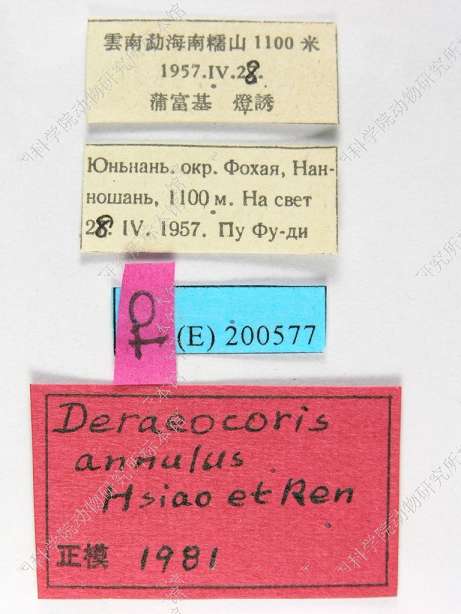 雲南勐海南糯山 1100 米
1957.IV.28.
蒲富基 燈誘
Юньнань. окр. Фохая, Нан-
ношань, 1100 м. На свет
28. IV. 1957. Пу Фу-ди
♀
(E) 200577
Deraeocoris
annulus
Hsiao et Ren
正模 1981